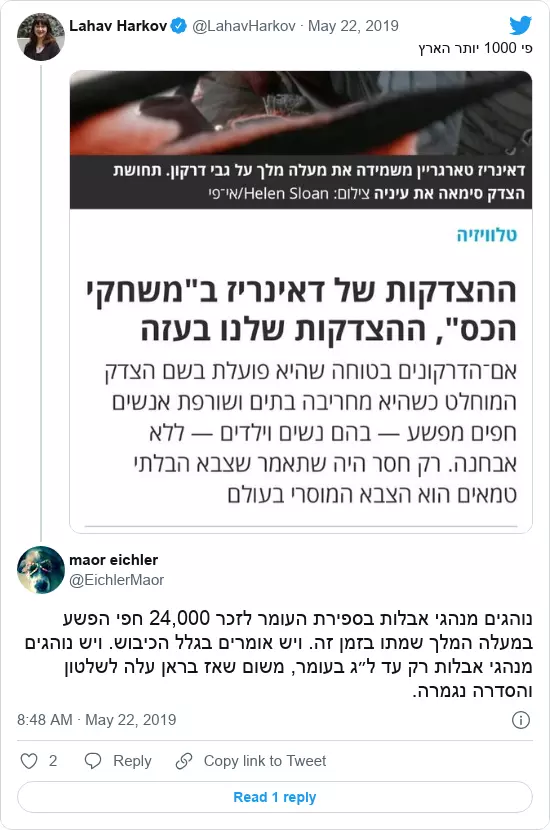 Lahav Harkov @LahavHarkov · May 22, 2019
פי 1000 יותר הארץ
דאינריז טארגריין משמידה את מעלה מלך על גבי דרקון. תחושת
הצדק סימאה את עיניה צילום: Helen Sloan/אי־פי
טלוויזיה
ההצדקות של דאינריז ב"משחקי
הכס", ההצדקות שלנו בעזה
אם־הדרקונים בטוחה שהיא פועלת בשם הצדק
המוחלט כשהיא מחריבה בתים ושורפת אנשים
חפים מפשע — בהם נשים וילדים — ללא
אבחנה. רק חסר היה שתאמר שצבא הבלתי
טמאים הוא הצבא המוסרי בעולם
maor eichler
@EichlerMaor
נוהגים מנהגי אבלות בספירת העומר לזכר 24,000 חפי הפשע
במעלה המלך שמתו בזמן זה. ויש אומרים בגלל הכיבוש. ויש נוהגים
מנהגי אבלות רק עד ל״ג בעומר, משום שאז בראן עלה לשלטון
והסדרה נגמרה.
8:48 AM · May 22, 2019
2 Reply Copy link to Tweet
Read 1 reply